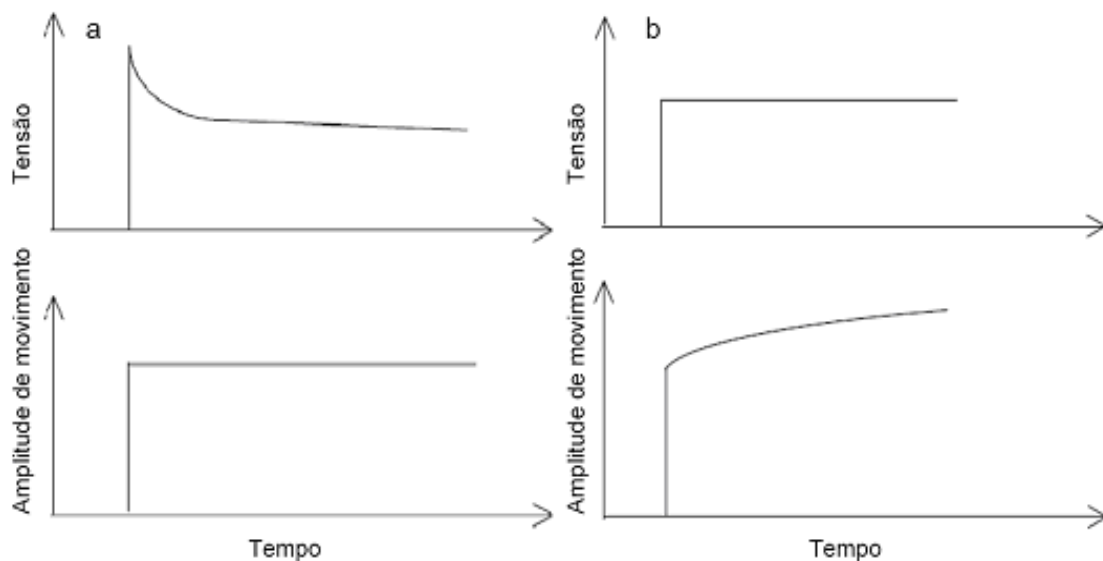 a
b
Tensão
Tensão
Amplitude de movimento
Amplitude de movimento
Tempo
Tempo